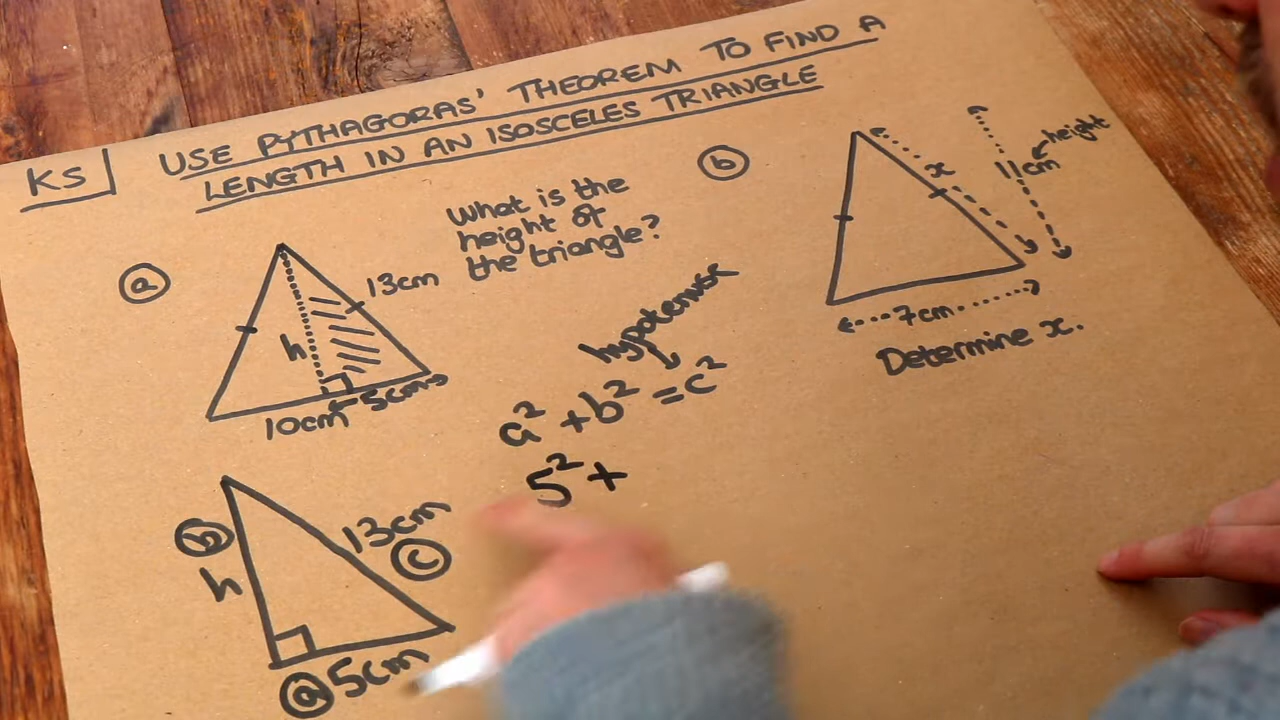 KS
USE PYTHAGORAS' THEOREM TO FIND A
LENGTH IN AN ISOSCELES TRIANGLE
a
What is the
height of
the triangle?
13cm
h
10cm
5cm
b
x
11cm
height
7cm
Determine x.
hypotenuse
a² + b² = c²
5² +
b
h
13cm
c
a 5cm